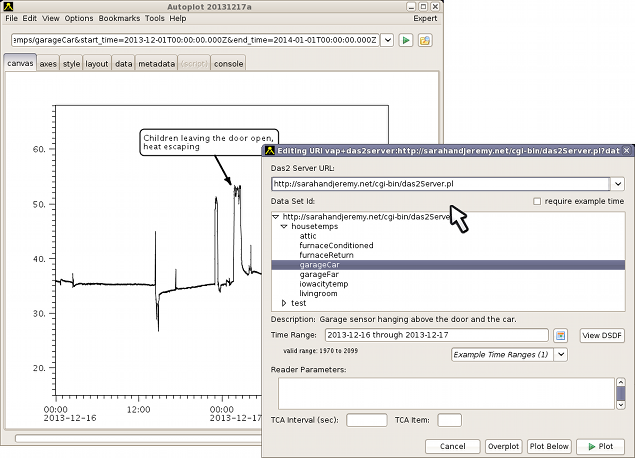 Autoplot 20131217a
File Edit View Options Bookmarks Tools Help Expert
emps/garageCar&start_time=2013-12-01T00:00:00.000Z&end_time=2014-01-01T00:00:00.000Z
canvas axes style layout data metadata (script) console
Children leaving the door open,
heat escaping
60.
50.
40.
30.
20.
00:00 12:00 00:00
2013-12-16 2013-12-17
Editing URI vap+das2server:http://sarahandjeremy.net/cgi-bin/das2Server.pl?dat
Das2 Server URL:
http://sarahandjeremy.net/cgi-bin/das2Server.pl
Data Set Id: require example time
http://sarahandjeremy.net/cgi-bin/das2Serve
housetemps
attic
furnaceConditioned
furnaceReturn
garageCar
garageFar
iowacitytemp
livingroom
test
Description: Garage sensor hanging above the door and the car.
Time Range: 2013-12-16 through 2013-12-17 View DSDF
valid range: 1970 to 2099
Example Time Ranges (1)
Reader Parameters:
TCA Interval (sec): TCA Item:
Cancel Overplot Plot Below Plot